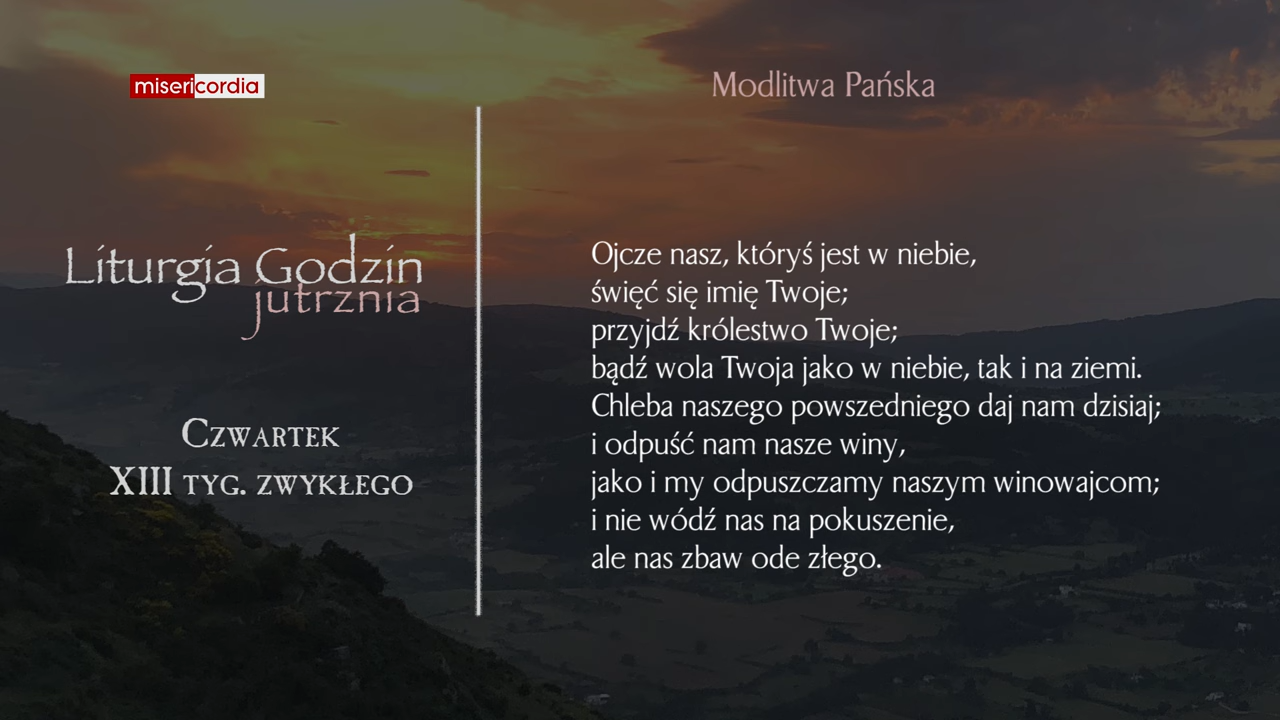 misericordia
Modlitwa Pańska
Liturgia Godzin
jutrznia
Czwartek
XIII tyg. zwykłego
Ojcze nasz, któryś jest w niebie,
święć się imię Twoje;
przyjdź królestwo Twoje;
bądź wola Twoja jako w niebie, tak i na ziemi.
Chleba naszego powszedniego daj nam dzisiaj;
i odpuść nam nasze winy,
jako i my odpuszczamy naszym winowajcom;
i nie wódź nas na pokuszenie,
ale nas zbaw ode złego.